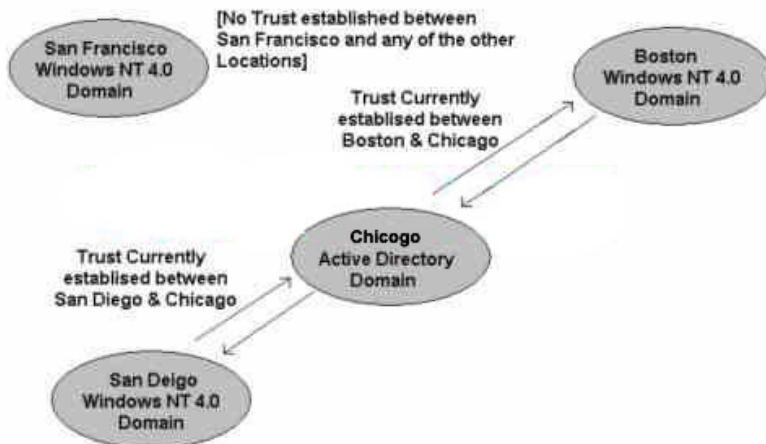 San Francisco
Windows NT 4.0
Domain
[No Trust established between
San Francisco and any of the other
Locations]
Boston
Windows NT 4.0
Domain
Trust Currently
establised between
Boston & Chicago
Chicogo
Active Directory
Domain
Trust Currently
establised between
San Diego & Chicago
San Deigo
Windows NT 4.0
Domain